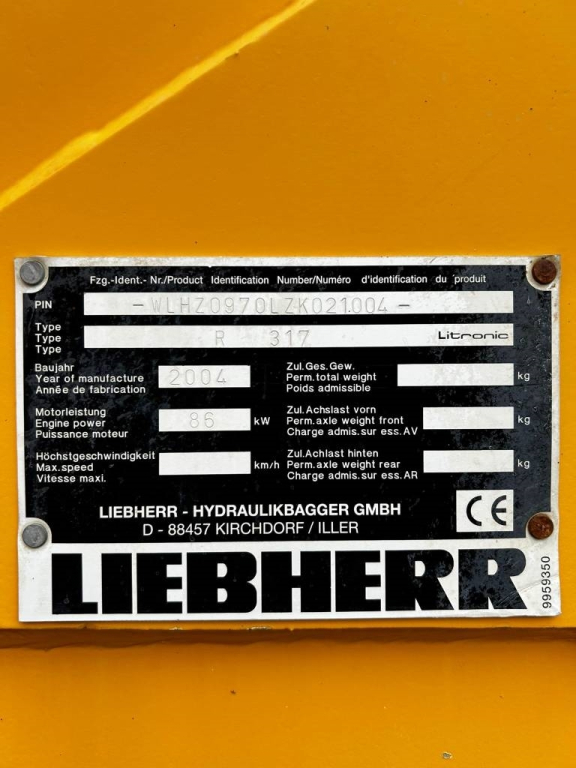 Fzg.-Ident.- Nr./Product Identification Number/Numéro d'identification du produit
PIN -WLHZ0970LZK021004-
Type
Type R 317 Litronic
Type
Baujahr
Year of manufacture 2004
Année de fabrication
Zul.Ges.Gew.
Perm.total weight kg
Poids admissible
Motorleistung
Engine power 86 kW
Puissance moteur
Zul.Achslast vorn
Perm.axle weight front kg
Charge admis.sur ess.AV
Höchstgeschwindigkeit
Max.speed km/h
Vitesse maxi.
Zul.Achslast hinten
Perm.axle weight rear kg
Charge admis.sur ess.AR
LIEBHERR - HYDRAULIKBAGGER GMBH
D - 88457 KIRCHDORF / ILLER
CE
LIEBHERR
9959350